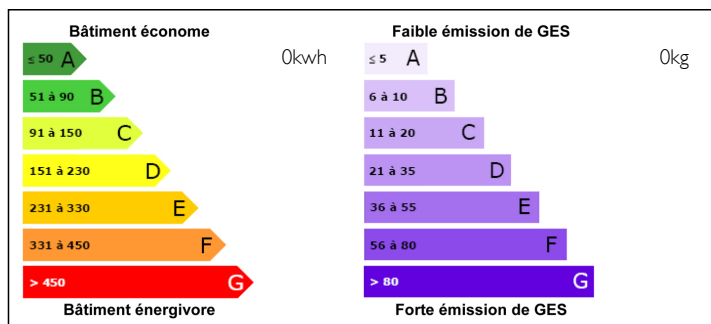 Bâtiment économe
≤ 50 A
0kwh
51 à 90 B
91 à 150 C
151 à 230 D
231 à 330 E
331 à 450 F
> 450 G
Bâtiment énergivore
Faible émission de GES
≤ 5 A
0kg
6 à 10 B
11 à 20 C
21 à 35 D
36 à 55 E
56 à 80 F
> 80 G
Forte émission de GES